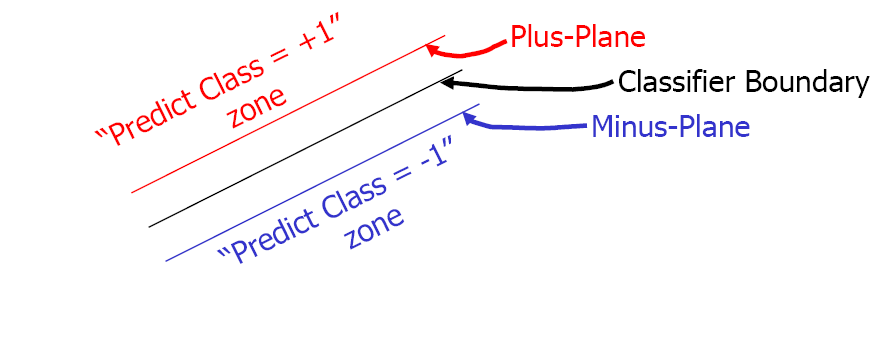 “Predict Class = +1”
zone
Plus-Plane
Classifier Boundary
Minus-Plane
“Predict Class = -1”
zone